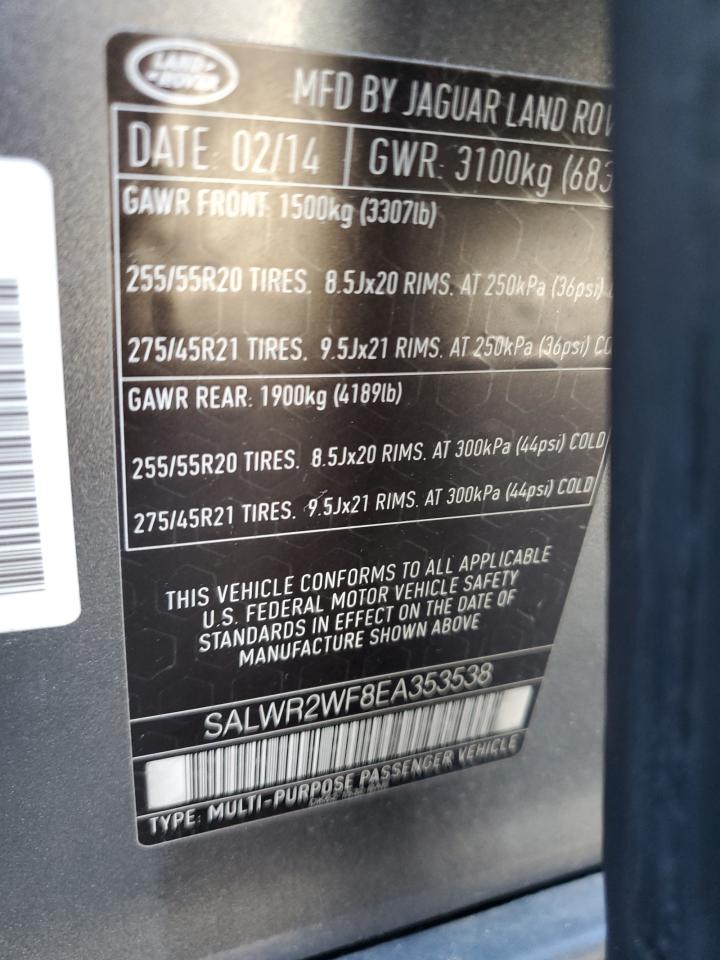 LAND-
-ROVER
MFD BY JAGUAR LAND ROV
DATE: 02/14 GWR: 3100kg (683
GAWR FRONT: 1500kg (3307lb)
255/55R20 TIRES. 8.5Jx20 RIMS. AT 250kPa (36psi)
275/45R21 TIRES. 9.5Jx21 RIMS. AT 250kPa (36psi) CO
GAWR REAR: 1900kg (4189lb)
255/55R20 TIRES. 8.5Jx20 RIMS. AT 300kPa (44psi) COLD
275/45R21 TIRES. 9.5Jx21 RIMS. AT 300kPa (44psi) COLD
THIS VEHICLE CONFORMS TO ALL APPLICABLE
U.S. FEDERAL MOTOR VEHICLE SAFETY
STANDARDS IN EFFECT ON THE DATE OF
MANUFACTURE SHOWN ABOVE
SALWR2WF8EA353538
TYPE: MULTI-PURPOSE PASSENGER VEHICLE